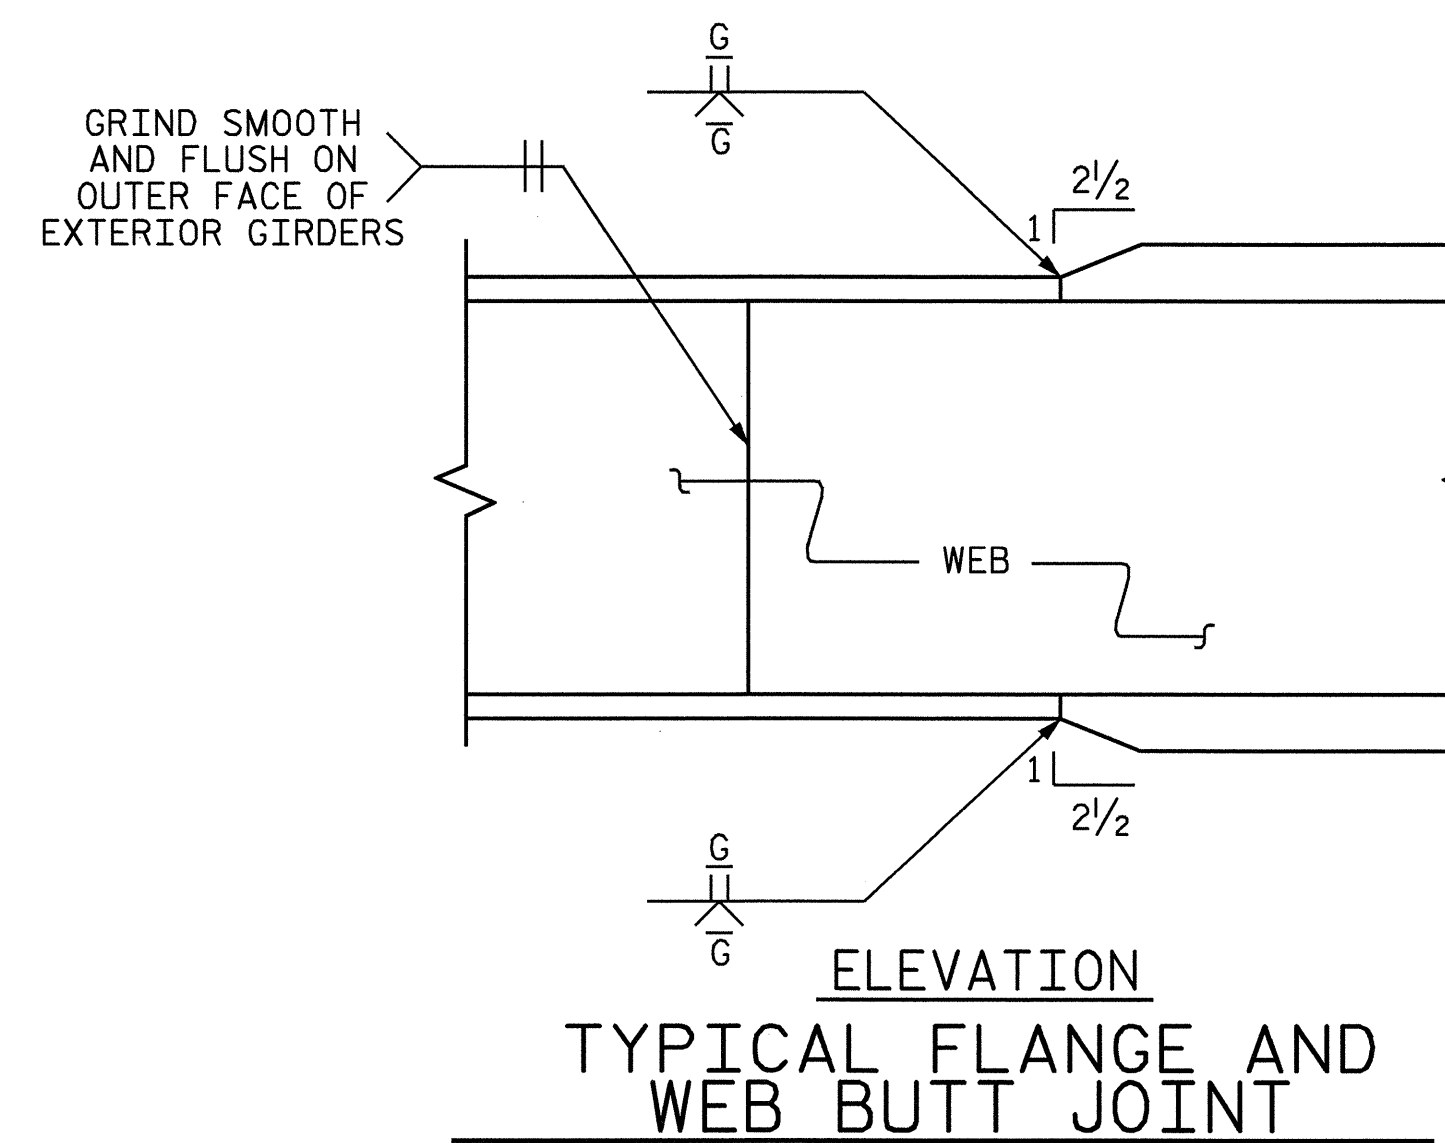 G
G
GRIND SMOOTH
AND FLUSH ON
OUTER FACE OF
EXTERIOR GIRDERS
2½
1
WEB
1
2½
G
G
ELEVATION
TYPICAL FLANGE AND
WEB BUTT JOINT